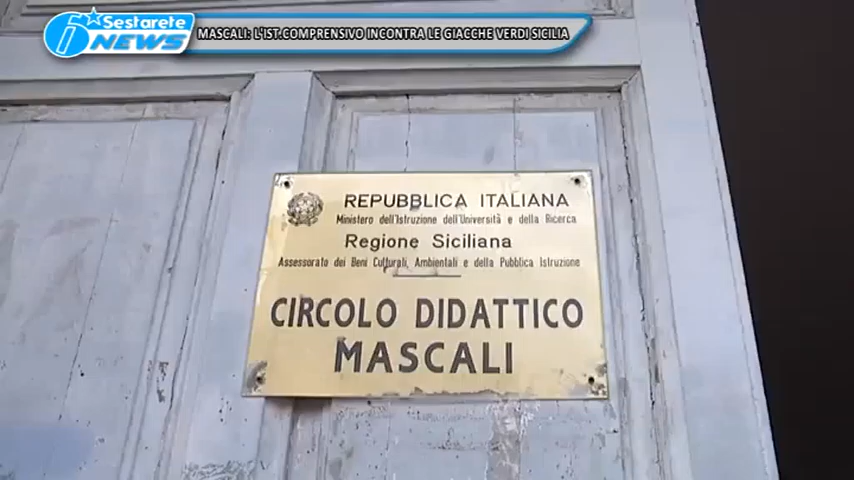 6 Sestarete NEWS
MASCALI: L'IST.COMPRENSIVO INCONTRA LE GIACCHE VERDI SICILIA
REPUBBLICA ITALIANA
Ministero dell'Istruzione dell'Università e della Ricerca
Regione Siciliana
Assessorato dei Beni Culturali, Ambientali e della Pubblica Istruzione
CIRCOLO DIDATTICO
MASCALI